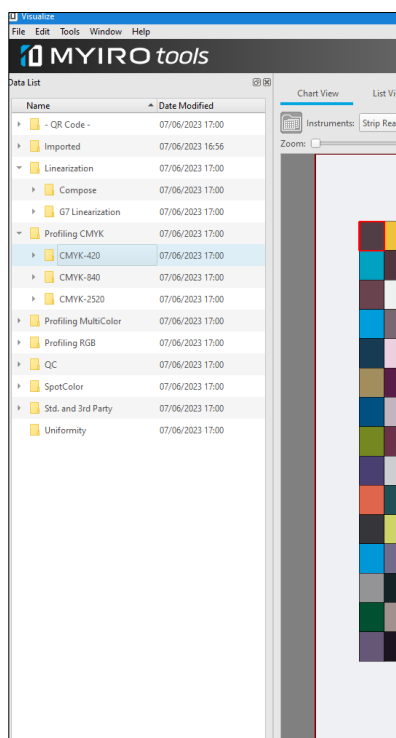 Visualize
File Edit Tools Window Help
MYIRO tools
Data List
Chart View
Name Date Modified
- QR Code - 07/06/2023 17:00
Instruments:
Imported 07/06/2023 16:56
Zoom:
Linearization 07/06/2023 17:00
Compose 07/06/2023 17:00
G7 Linearization 07/06/2023 17:00
Profiling CMYK 07/06/2023 17:00
CMYK-420 07/06/2023 17:00
CMYK-840 07/06/2023 17:00
CMYK-2520 07/06/2023 17:00
Profiling MultiColor 07/06/2023 17:00
Profiling RGB 07/06/2023 17:00
QC 07/06/2023 17:00
SpotColor 07/06/2023 17:00
Std. and 3rd Party 07/06/2023 17:00
Uniformity 07/06/2023 17:00